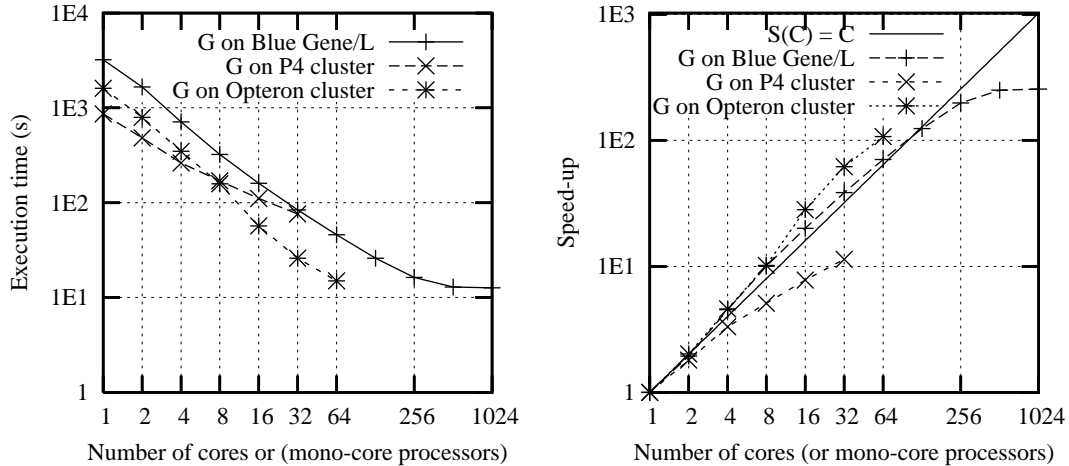 1E4
1E3
1E2
1E1
1
Execution time (s)
G on Blue Gene/L
G on P4 cluster
G on Opteron cluster
1 2 4 8 16 32 64 256 1024
Number of cores or (mono-core processors)
1E3
1E2
1E1
1
Speed-up
S(C) = C
G on Blue Gene/L
G on P4 cluster
G on Opteron cluster
1 2 4 8 16 32 64 256 1024
Number of cores (or mono-core processors)